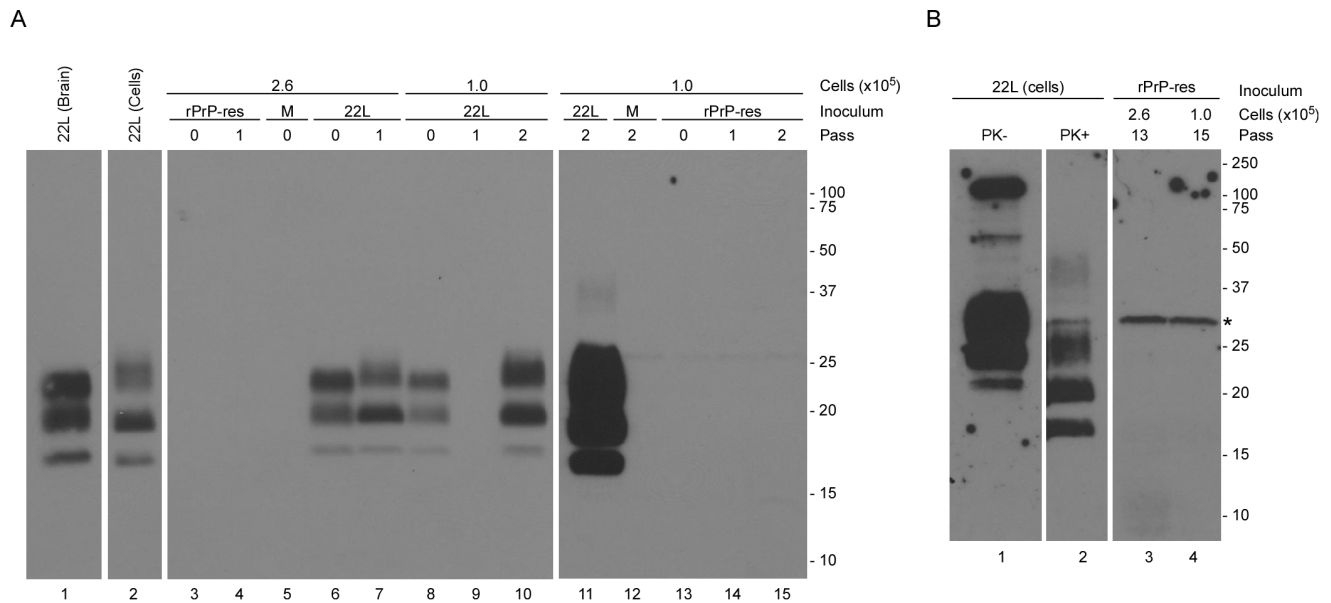 A
22L (Brain)
22L (Cells)
2.6 1.0 1.0 Cells (x10⁵)
rPrP-res M 22L 22L 22L M rPrP-res Inoculum
0 1 0 0 1 0 1 2 2 2 0 1 2 Pass
- 100
- 75
- 50
- 37
- 25
- 20
- 15
- 10
1 2 3 4 5 6 7 8 9 10 11 12 13 14 15
B
22L (cells) rPrP-res Inoculum
2.6 1.0 Cells (x10⁵)
PK- PK+ 13 15 Pass
- 250
- 100
- 75
- 50
- 37
*
- 25
- 20
- 15
- 10
1 2 3 4